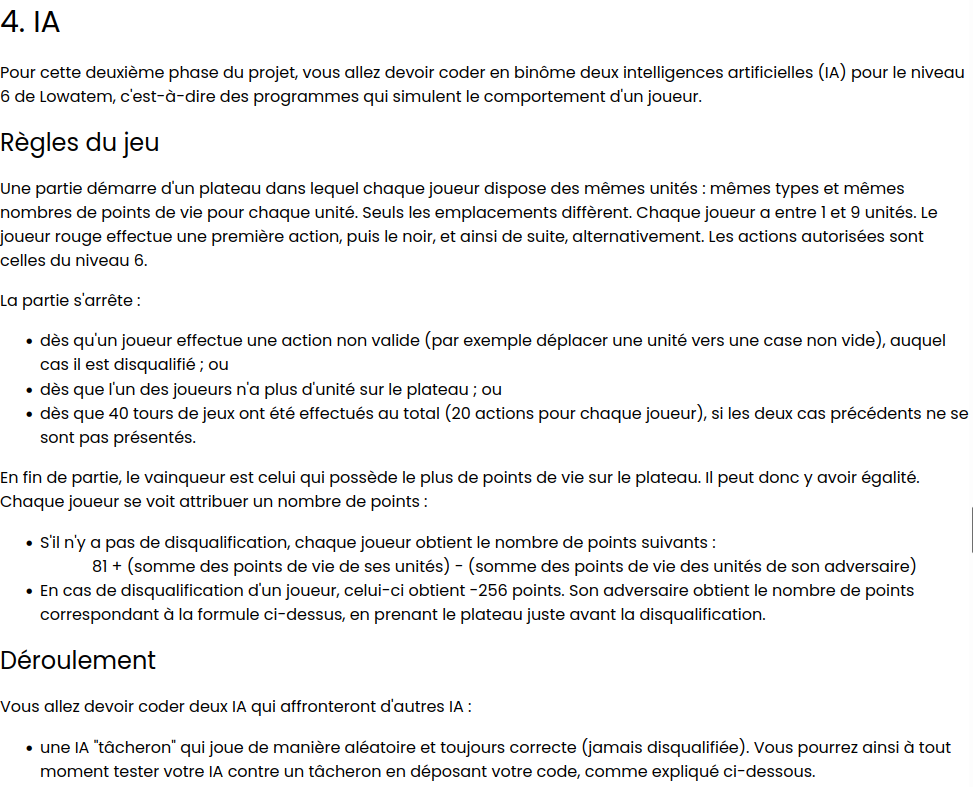 4. IA
Pour cette deuxième phase du projet, vous allez devoir coder en binôme deux intelligences artificielles (IA) pour le niveau
6 de Lowatem, c'est-à-dire des programmes qui simulent le comportement d'un joueur.
Règles du jeu
Une partie démarre d'un plateau dans lequel chaque joueur dispose des mêmes unités : mêmes types et mêmes
nombres de points de vie pour chaque unité. Seuls les emplacements diffèrent. Chaque joueur a entre 1 et 9 unités. Le
joueur rouge effectue une première action, puis le noir, et ainsi de suite, alternativement. Les actions autorisées sont
celles du niveau 6.
La partie s'arrête :
• dès qu'un joueur effectue une action non valide (par exemple déplacer une unité vers une case non vide), auquel
cas il est disqualifié ; ou
• dès que l'un des joueurs n'a plus d'unité sur le plateau ; ou
• dès que 40 tours de jeux ont été effectués au total (20 actions pour chaque joueur), si les deux cas précédents ne se
sont pas présentés.
En fin de partie, le vainqueur est celui qui possède le plus de points de vie sur le plateau. Il peut donc y avoir égalité.
Chaque joueur se voit attribuer un nombre de points :
• S'il n'y a pas de disqualification, chaque joueur obtient le nombre de points suivants :
81 + (somme des points de vie de ses unités) - (somme des points de vie des unités de son adversaire)
• En cas de disqualification d'un joueur, celui-ci obtient -256 points. Son adversaire obtient le nombre de points
correspondant à la formule ci-dessus, en prenant le plateau juste avant la disqualification.
Déroulement
Vous allez devoir coder deux IA qui affronteront d'autres IA :
• une IA "tâcheron" qui joue de manière aléatoire et toujours correcte (jamais disqualifiée). Vous pourrez ainsi à tout
moment tester votre IA contre un tâcheron en déposant votre code, comme expliqué ci-dessous.